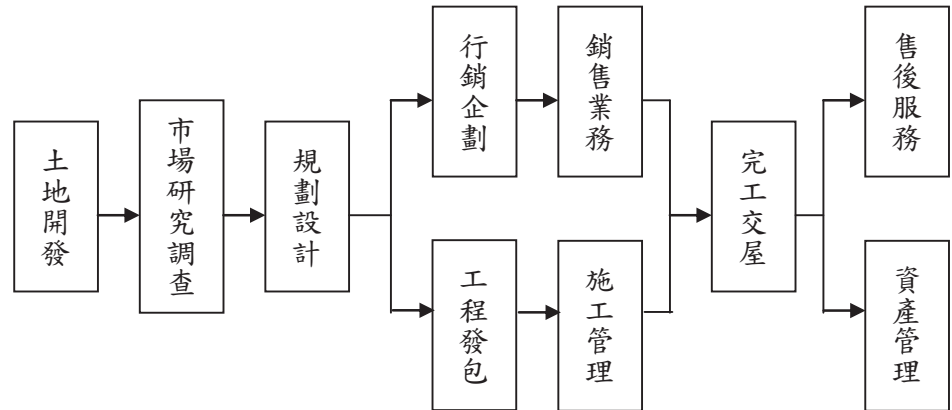 土地開發
市場研究調查
規劃設計
行銷企劃
銷售業務
工程發包
施工管理
完工交屋
售後服務
資產管理